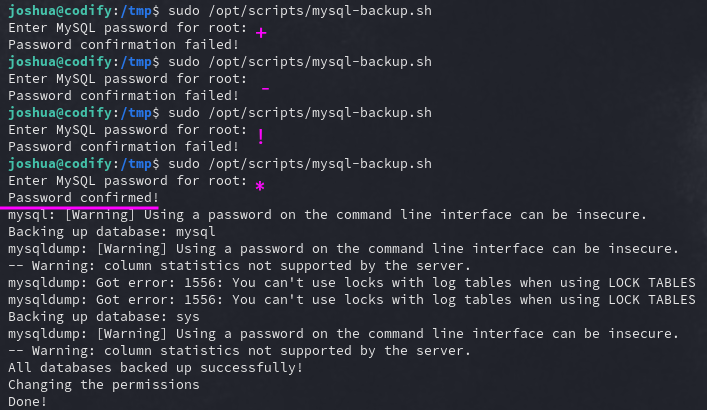 joshua@codify:/tmp$ sudo /opt/scripts/mysql-backup.sh
Enter MySQL password for root: +
Password confirmation failed!
joshua@codify:/tmp$ sudo /opt/scripts/mysql-backup.sh
Enter MySQL password for root: -
Password confirmation failed!
joshua@codify:/tmp$ sudo /opt/scripts/mysql-backup.sh
Enter MySQL password for root: !
Password confirmation failed!
joshua@codify:/tmp$ sudo /opt/scripts/mysql-backup.sh
Enter MySQL password for root: *
Password confirmed!
mysql: [Warning] Using a password on the command line interface can be insecure.
Backing up database: mysql
mysqldump: [Warning] Using a password on the command line interface can be insecure.
-- Warning: column statistics not supported by the server.
mysqldump: Got error: 1556: You can't use locks with log tables when using LOCK TABLES
mysqldump: Got error: 1556: You can't use locks with log tables when using LOCK TABLES
Backing up database: sys
mysqldump: [Warning] Using a password on the command line interface can be insecure.
-- Warning: column statistics not supported by the server.
All databases backed up successfully!
Changing the permissions
Done!